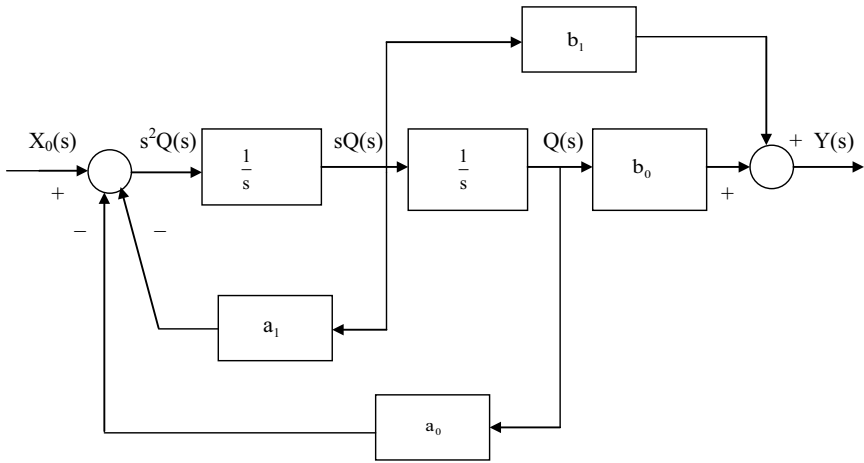 b₁
X₀(s)
s²Q(s)
sQ(s)
Q(s)
+
Y(s)
1
s
1
s
b₀
+
+
−
−
a₁
a₀